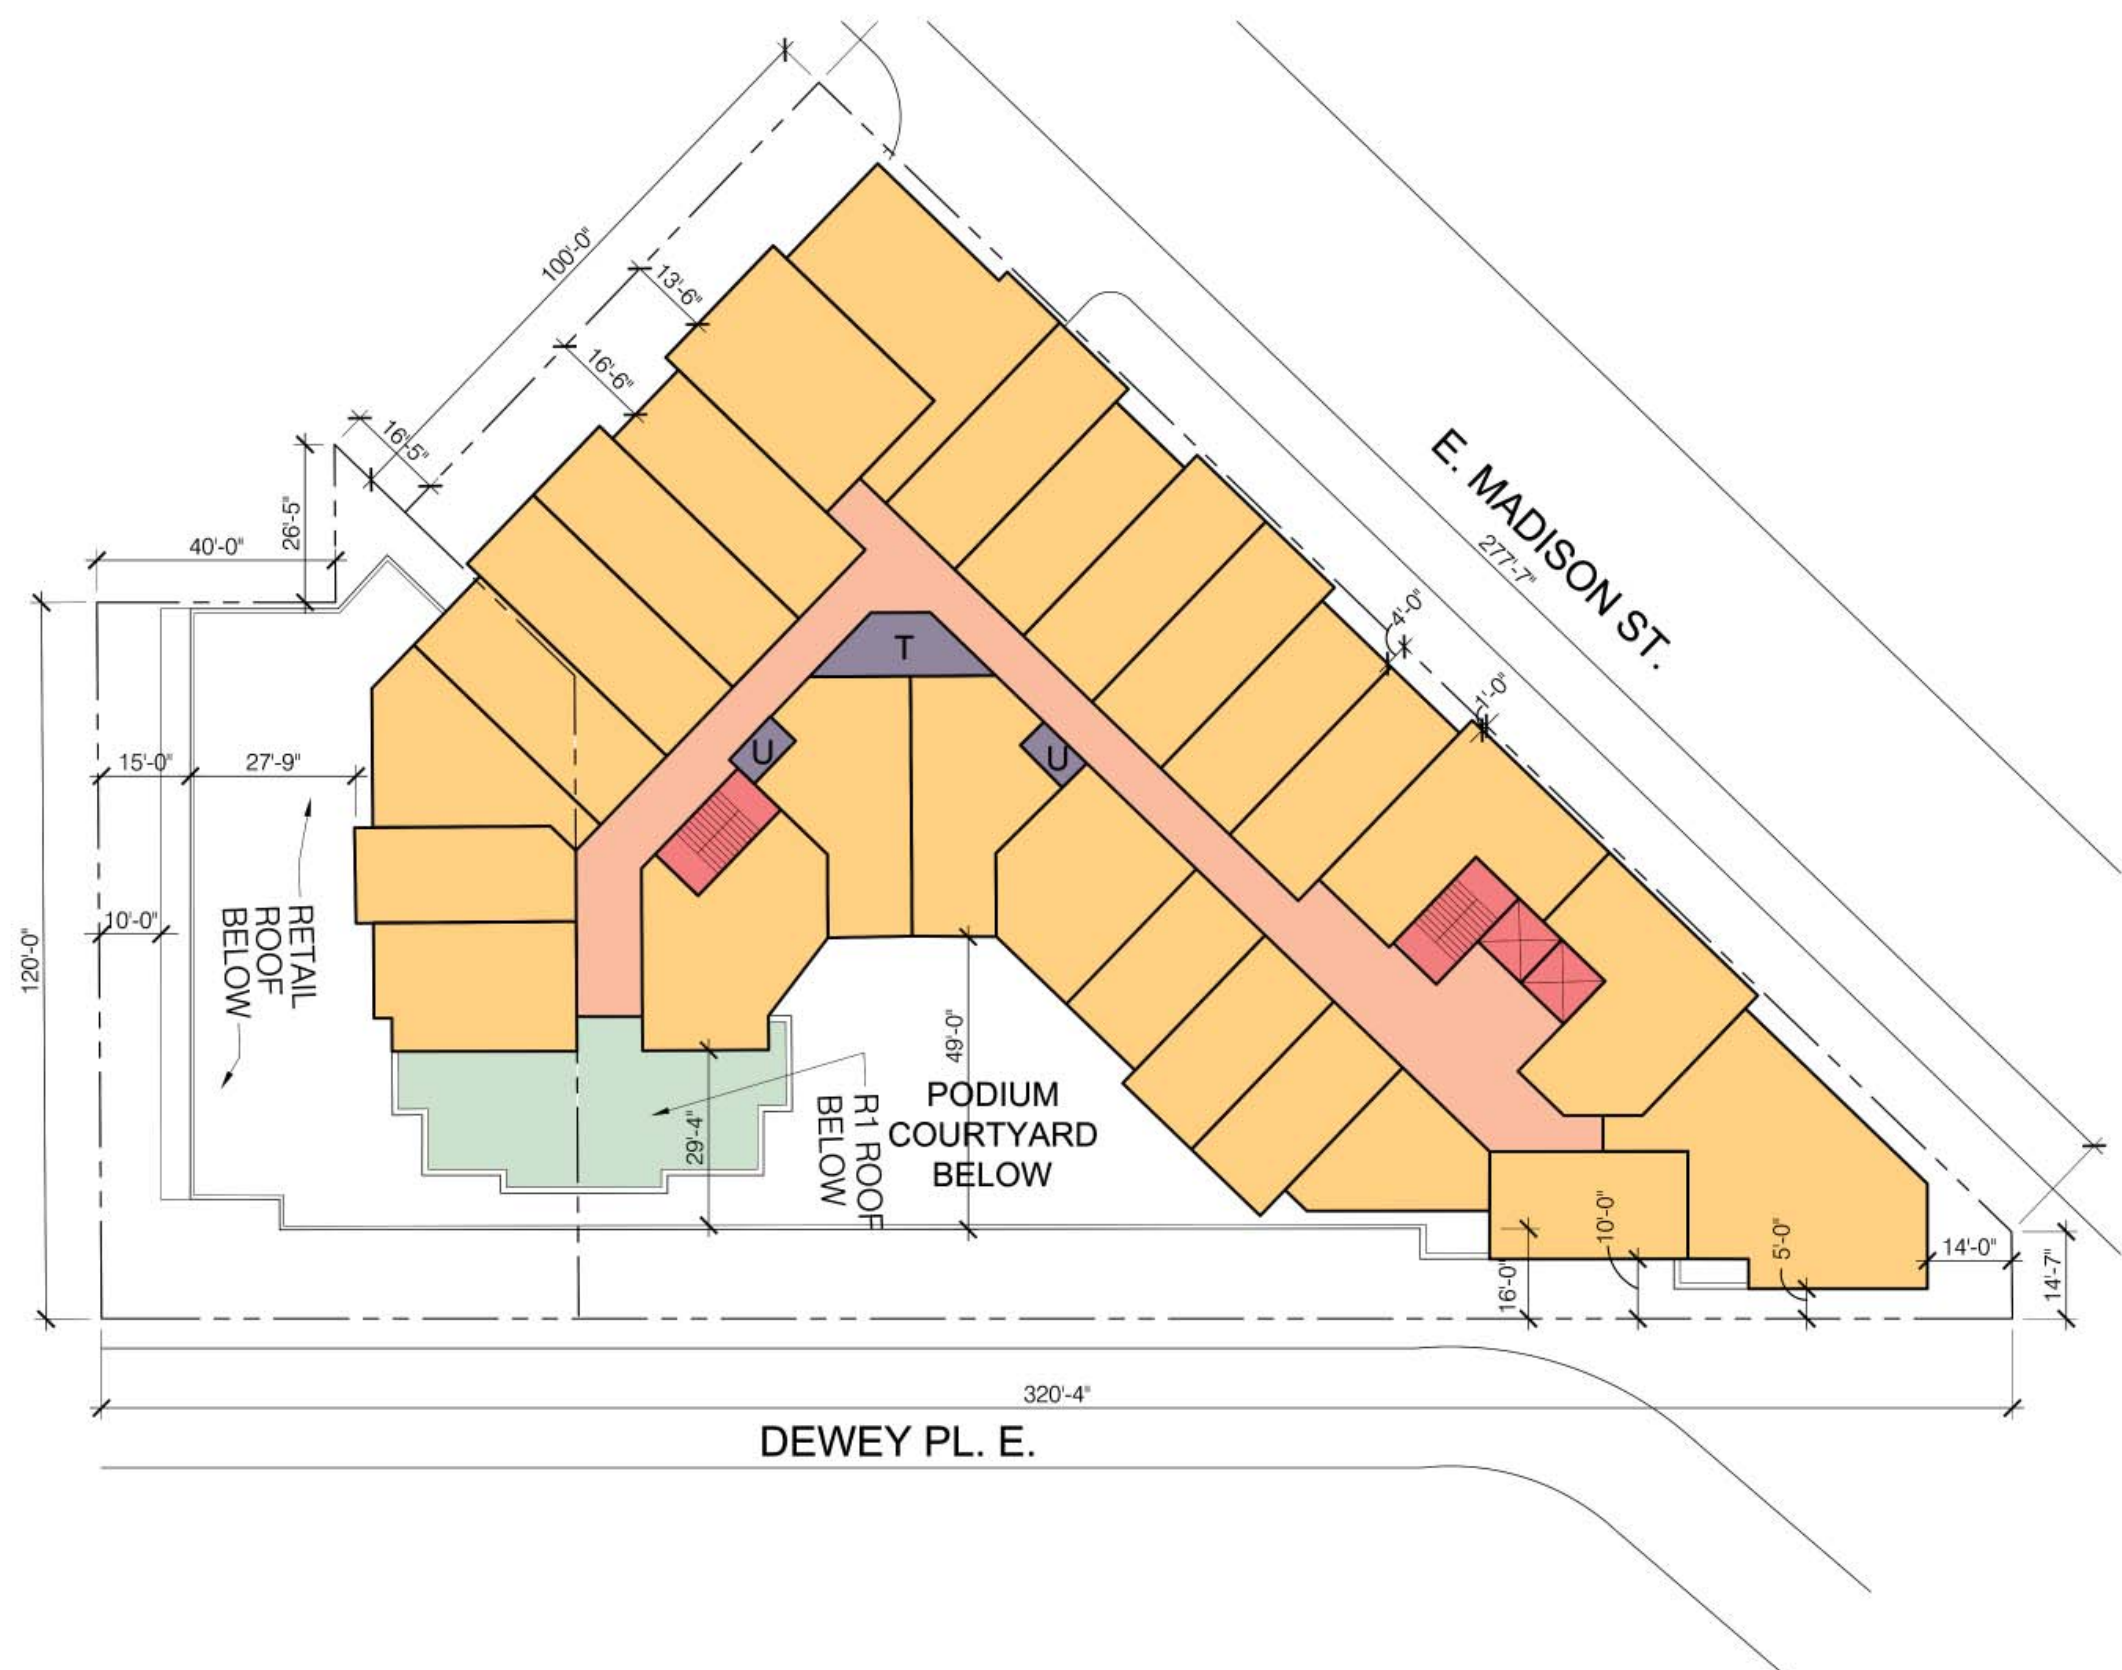 100'-0"
13'-6"
16'-6"
16'-5"
26'-5"
40'-0"
E. MADISON ST.
277'-7"
4'-0"
1'-0"
T
U
U
15'-0"
27'-9"
10'-0"
120'-0"
RETAIL
ROOF
BELOW
49'-0"
29'-4"
PODIUM
COURTYARD
BELOW
R1 ROOF
BELOW
16'-0"
10'-0"
5'-0"
14'-0"
14'-7"
320'-4"
DEWEY PL. E.